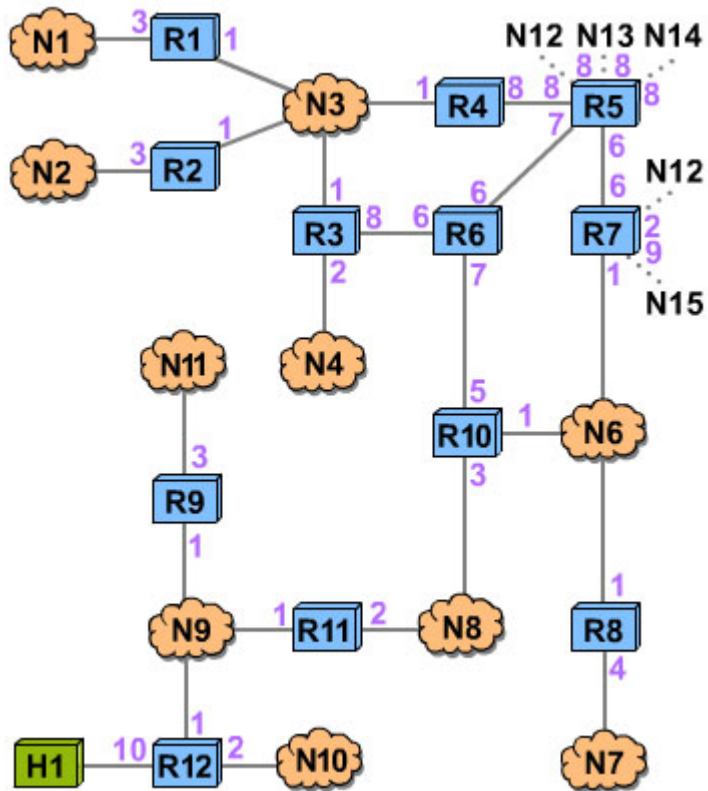 N12 N13 N14
N1 3 R1 1
8 8
N3 1 R4 8 8 R5 8
1 7
N2 3 R2 6
6 N12
1 6
R3 8 6 R6 R7 2
9
2 7 1
N15
N11 N4
5
R10 1 N6
3 3
R9
1
1
N9 1 R11 2 N8 R8
4
1
H1 10 R12 2 N10 N7